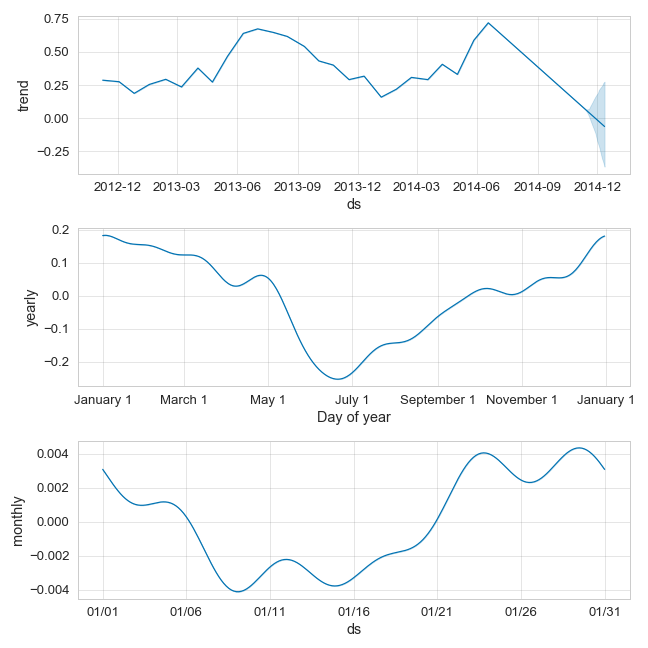 0.75
0.50
0.25
0.00
−0.25
trend
2012-12 2013-03 2013-06 2013-09 2013-12 2014-03 2014-06 2014-09 2014-12
ds
0.2
0.1
0.0
−0.1
−0.2
yearly
January 1 March 1 May 1 July 1 September 1 November 1 January 1
Day of year
0.004
0.002
0.000
−0.002
−0.004
monthly
01/01 01/06 01/11 01/16 01/21 01/26 01/31
ds